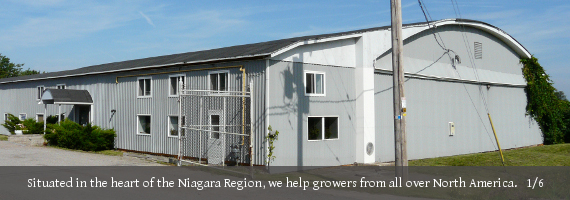 Situated in the heart of the Niagara Region, we help growers from all over North America. 1/6